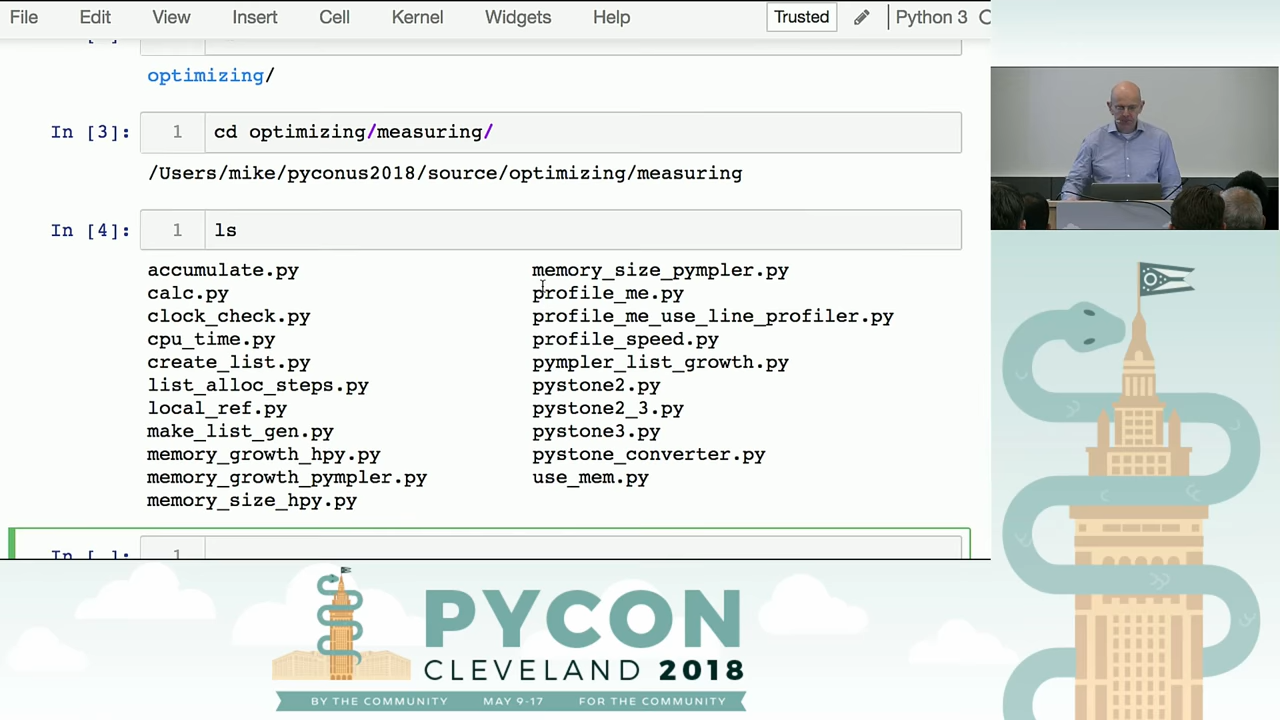 File Edit View Insert Cell Kernel Widgets Help Trusted Python 3
optimizing/
In [3]: 1 cd optimizing/measuring/
/Users/mike/pyconus2018/source/optimizing/measuring
In [4]: 1 ls
accumulate.py memory_size_pympler.py
calc.py profile_me.py
clock_check.py profile_me_use_line_profiler.py
cpu_time.py profile_speed.py
create_list.py pympler_list_growth.py
list_alloc_steps.py pystone2.py
local_ref.py pystone2_3.py
make_list_gen.py pystone3.py
memory_growth_hpy.py pystone_converter.py
memory_growth_pympler.py use_mem.py
memory_size_hpy.py
In [ ]: 1
PYCON
CLEVELAND 2018
BY THE COMMUNITY MAY 9-17 FOR THE COMMUNITY